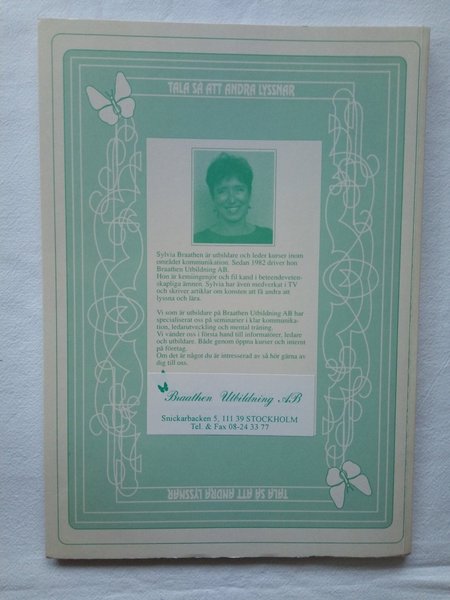 TALA SÅ ATT ANDRA LYSSNAR
Sylvia Braathen är utbildare och leder kurser inom
området kommunikation. Sedan 1982 driver hon
Braathen Utbildning AB.
Hon är kemiingenjör och fil kand i beteendeveten-
skapliga ämnen. Sylvia har även medverkat i TV
och skriver artiklar om konsten att få andra att
lyssna och lära.
Vi som är utbildare på Braathen Utbildning AB har
specialiserat oss på seminarier i klar kommunika-
tion, ledarutveckling och mental träning.
Vi vänder oss i första hand till informatörer, ledare
och utbildare. Både genom öppna kurser och internt
på företag.
Om det är något du är intresserad av så hör gärna av
dig till oss.
Braathen Utbildning AB
Snickarbacken 5, 111 39 STOCKHOLM
Tel. & Fax 08-24 33 77
TALA SÅ ATT ANDRA LYSSNAR